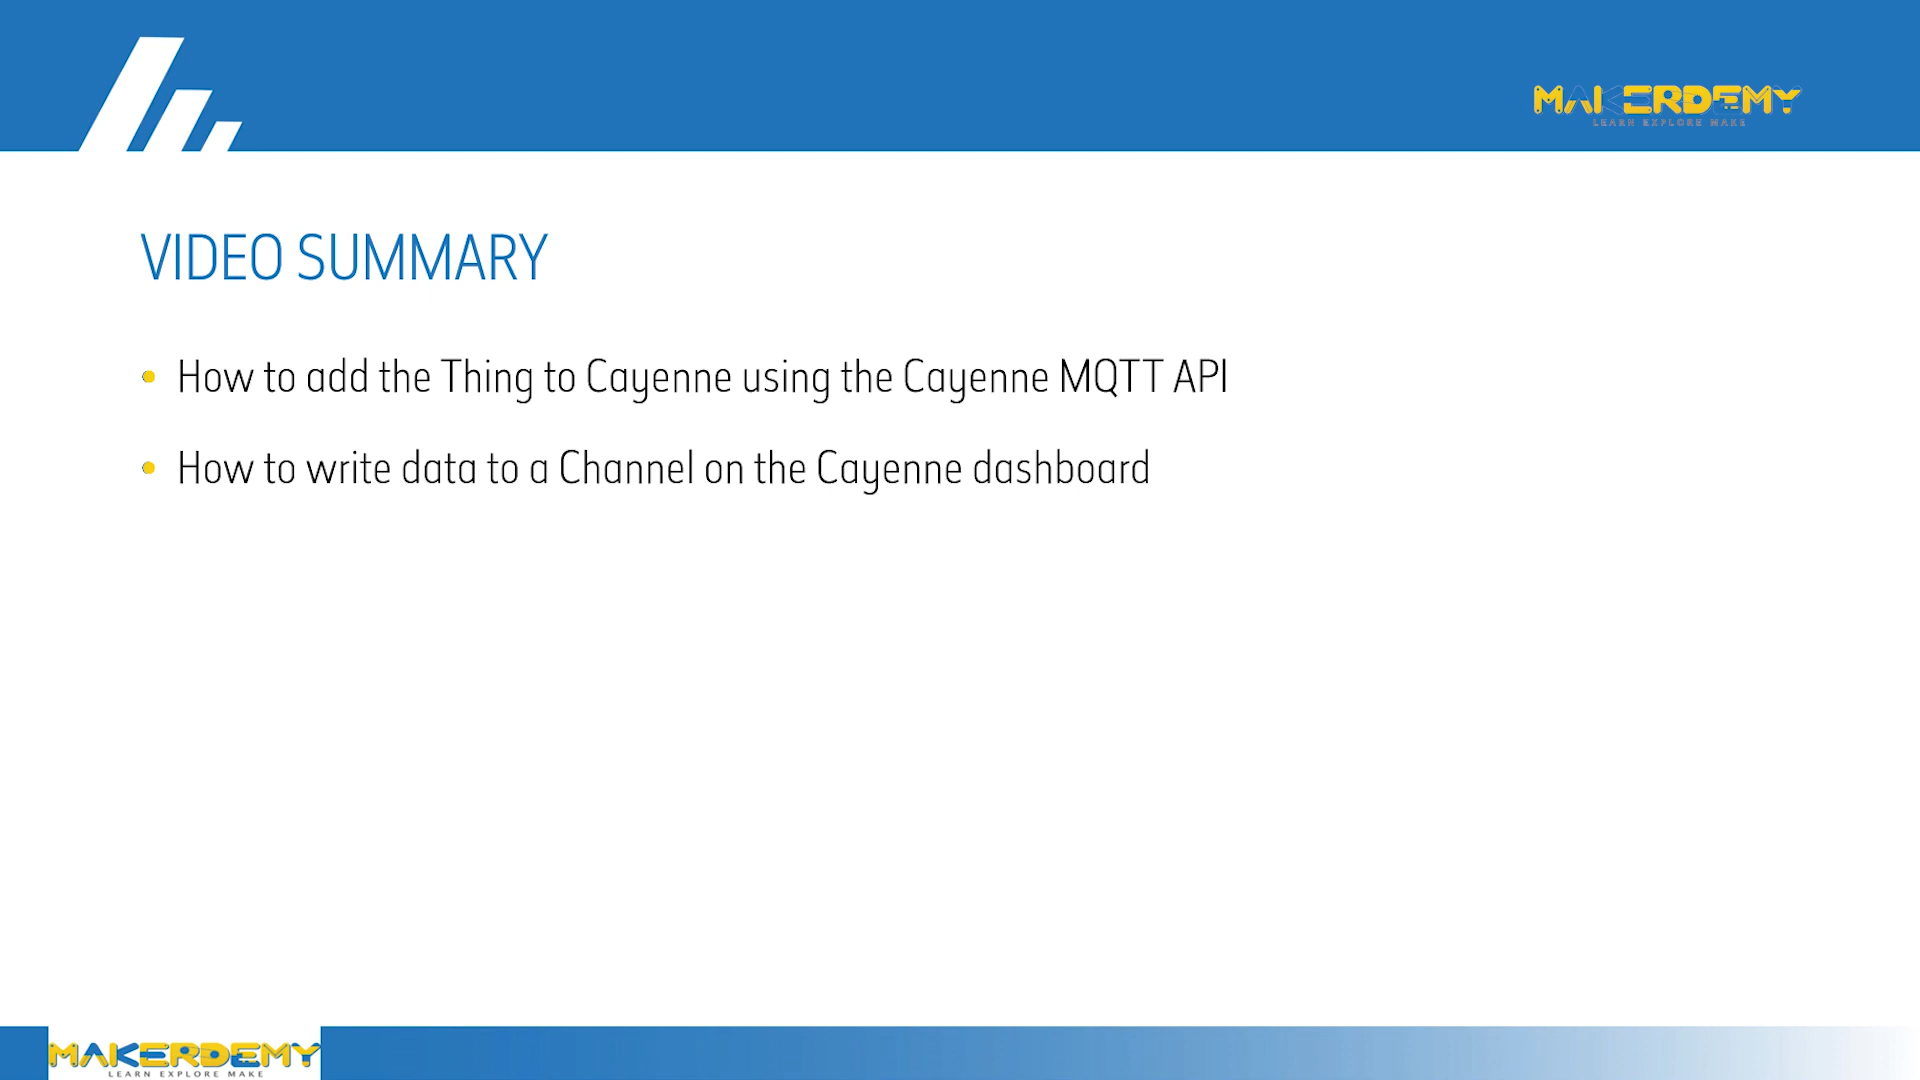 MAKERDEMY
LEARN EXPLORE MAKE
VIDEO SUMMARY
• How to add the Thing to Cayenne using the Cayenne MQTT API
• How to write data to a Channel on the Cayenne dashboard
MAKERDEMY
LEARN EXPLORE MAKE